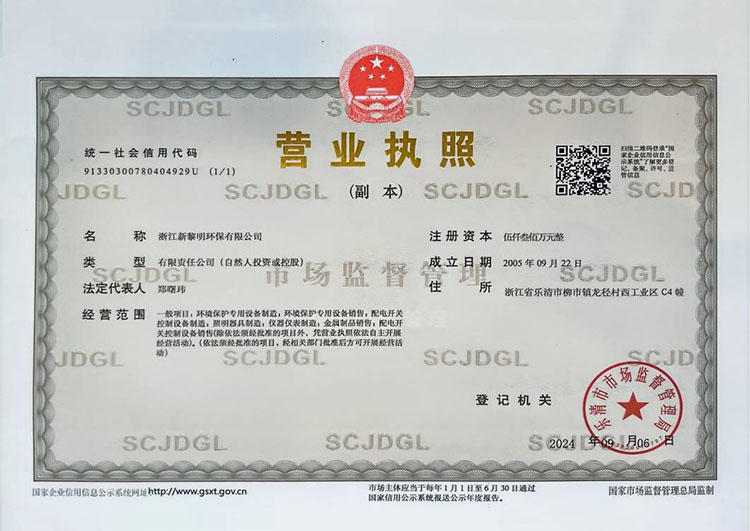 SCJDGL SCJDGL SCJDGL
统一社会信用代码
91330300780404929U (1/1)
营业执照
(副 本)
扫描二维码登录"国
家企业信用信息公
示系统"了解更多登
记、备案、许可、监
管信息
SCJDGL SCJDGL SCJDGL SCJDGL
名 称 浙江新黎明环保有限公司
注册资本 伍仟叁佰万元整
类 型 有限责任公司(自然人投资或控股)
成立日期 2005年09月22日
市场监督管理
法定代表人 郑曙玮
住 所 浙江省乐清市柳市镇龙径村西工业区C4幢
经营范围 一般项目:环境保护专用设备制造;环境保护专用设备销售;配电开关
控制设备制造;照明器具制造;仪器仪表制造;金属制品销售;配电开
关控制设备销售(除依法须经批准的项目外,凭营业执照依法自主开展
经营活动)。(依法须经批准的项目,经相关部门批准后方可开展经营活
动)
SCJDGL SCJDGL SCJDGL SCJDGL
登记机关
乐清市市场监督管理局
SCJDGL SCJDGL SCJDGL
2024 年 09 月 06 日
国家企业信用信息公示系统网址http://www.gsxt.gov.cn
市场主体应当于每年1月1日至6月30日通过
国家信用公示系统报送公示年度报告。
国家市场监督管理总局监制